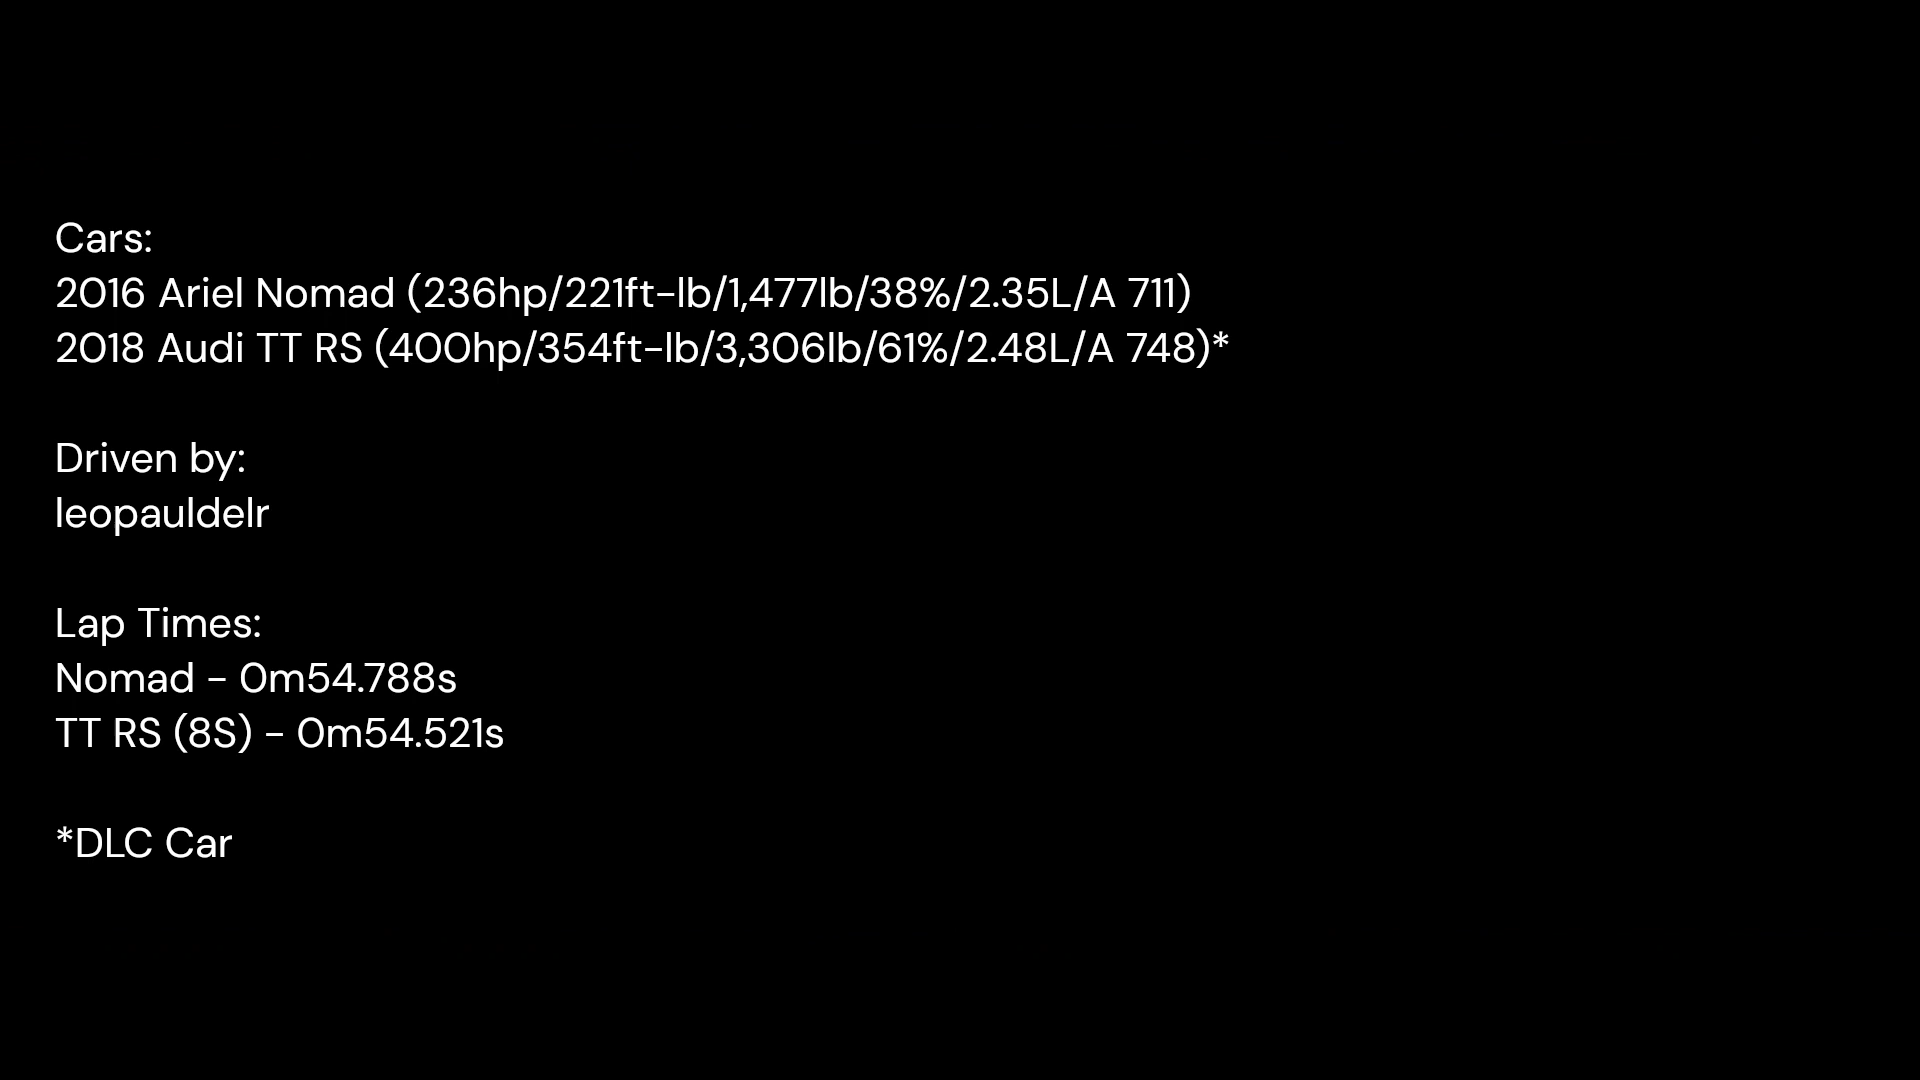 Cars:
2016 Ariel Nomad (236hp/221ft-lb/1,477lb/38%/2.35L/A 711)
2018 Audi TT RS (400hp/354ft-lb/3,306lb/61%/2.48L/A 748)*
Driven by:
leopauldelr
Lap Times:
Nomad - 0m54.788s
TT RS (8S) - 0m54.521s
*DLC Car